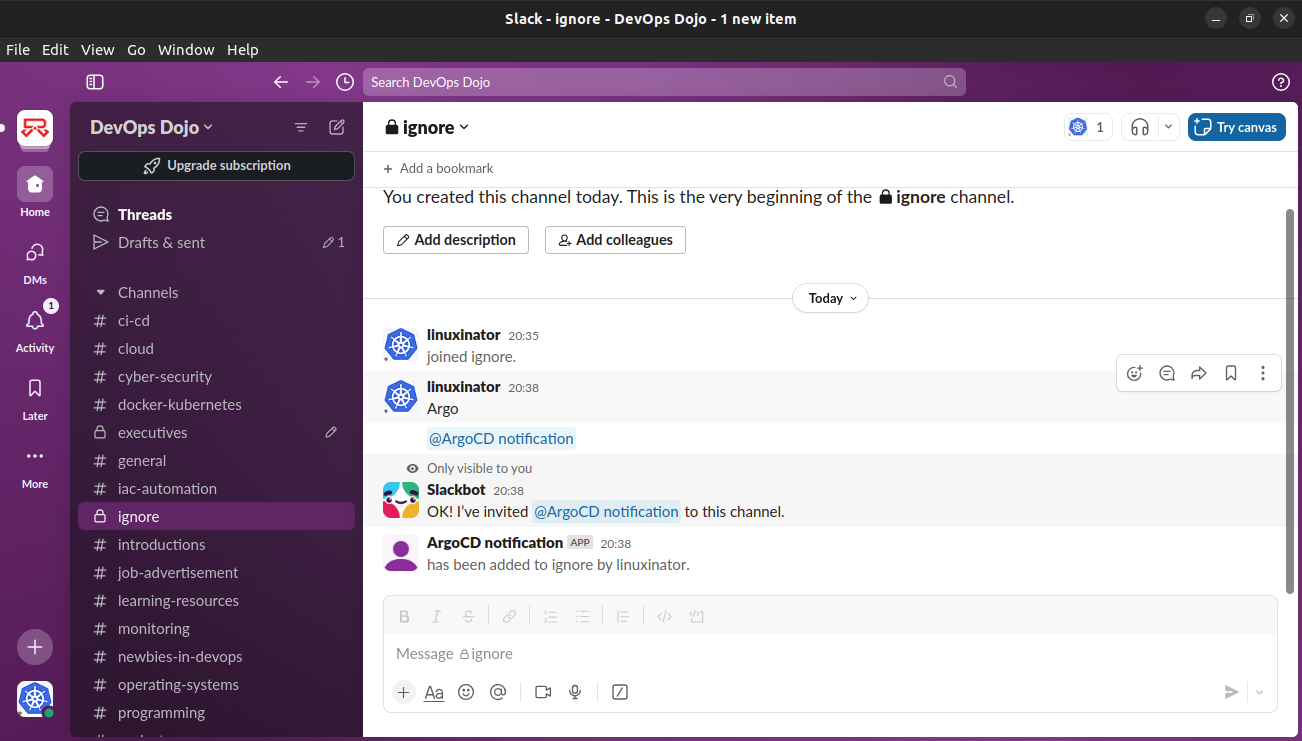 Slack - ignore - DevOps Dojo - 1 new item
File Edit View Go Window Help
Search DevOps Dojo
DevOps Dojo
Upgrade subscription
Home
DMs
1
Activity
Later
More
Threads
Drafts & sent 1
Channels
# ci-cd
# cloud
# cyber-security
# docker-kubernetes
executives
# general
# iac-automation
ignore
# introductions
# job-advertisement
# learning-resources
# monitoring
# newbies-in-devops
# operating-systems
# programming
ignore
1
Try canvas
+ Add a bookmark
You created this channel today. This is the very beginning of the ignore channel.
Add description
Add colleagues
Today
linuxinator 20:35
joined ignore.
linuxinator 20:38
Argo
@ArgoCD notification
Only visible to you
Slackbot 20:38
OK! I’ve invited @ArgoCD notification to this channel.
ArgoCD notification APP 20:38
has been added to ignore by linuxinator.
Message ignore
Aa